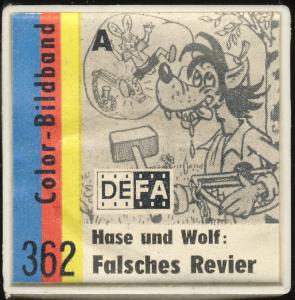 A
Color-Bildband
DEFA
362
Hase und Wolf:
Falsches Revier